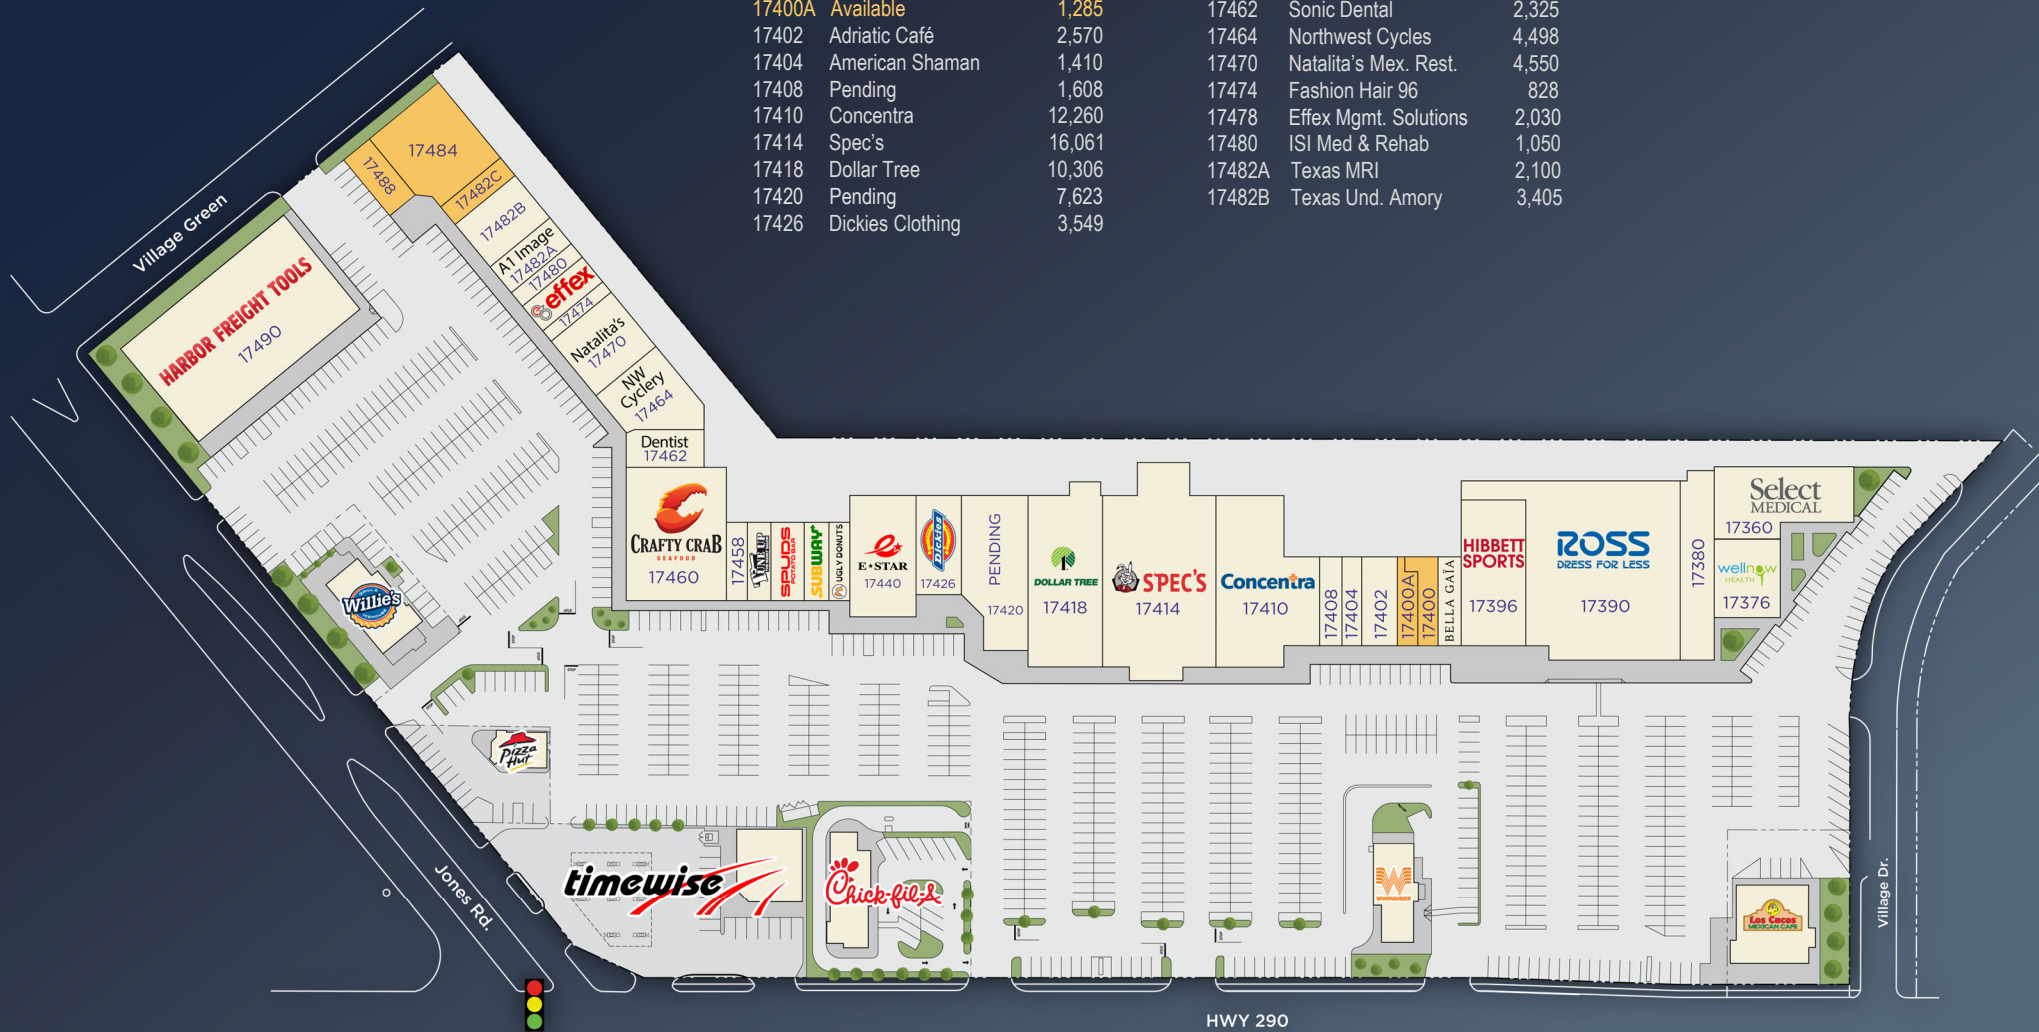 17400A Available 1,285
17402 Adriatic Café 2,570
17404 American Shaman 1,410
17408 Pending 1,608
17410 Concentra 12,260
17414 Spec's 16,061
17418 Dollar Tree 10,306
17420 Pending 7,623
17426 Dickies Clothing 3,549
17462 Sonic Dental 2,325
17464 Northwest Cycles 4,498
17470 Natalita's Mex. Rest. 4,550
17474 Fashion Hair 96 828
17478 Effex Mgmt. Solutions 2,030
17480 ISI Med & Rehab 1,050
17482A Texas MRI 2,100
17482B Texas Und. Amory 3,405
Village Green
HARBOR FREIGHT TOOLS
17490
17488
17484
17482C
17482B
A1 Image
17482A
17480
effex
17474
Natalita's
17470
NW
Cyclery
17464
Dentist
17462
CRAFTY CRAB
SEAFOOD
17460
17458
SPUDS
POTATO BAR
SUBWAY
UGLY DONUTS
E★STAR
17440
Dickies
17426
PENDING
17420
DOLLAR TREE
17418
SPEC'S
17414
Concentra
17410
17408
17404
17402
17400A
17400
BELLA GAÏA
HIBBETT
SPORTS
17396
ROSS
DRESS FOR LESS
17390
17380
Select
MEDICAL
17360
wellnow
HEALTH
17376
Willie's
Pizza
Hut
timewise
Chick-fil-A
WHATABURGER
Los Cucos
MEXICAN CAFE
Jones Rd.
Village Dr.
HWY 290